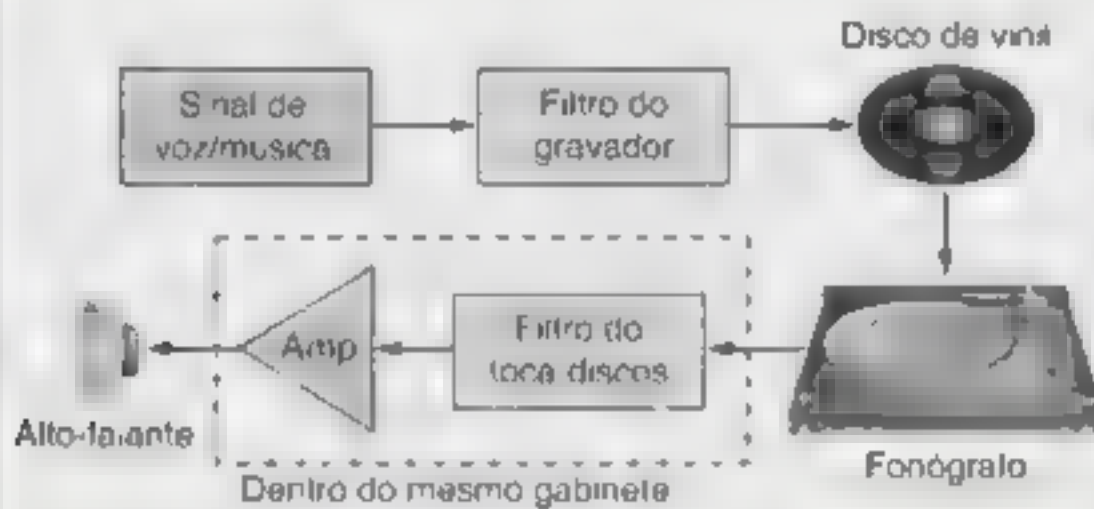 Disco de vinil
Sinal de
voz/musica
Filtro do
gravador
Amp
Filtro do
toca discos
Alto-falante
Fonógrafo
Dentro do mesmo gabinete